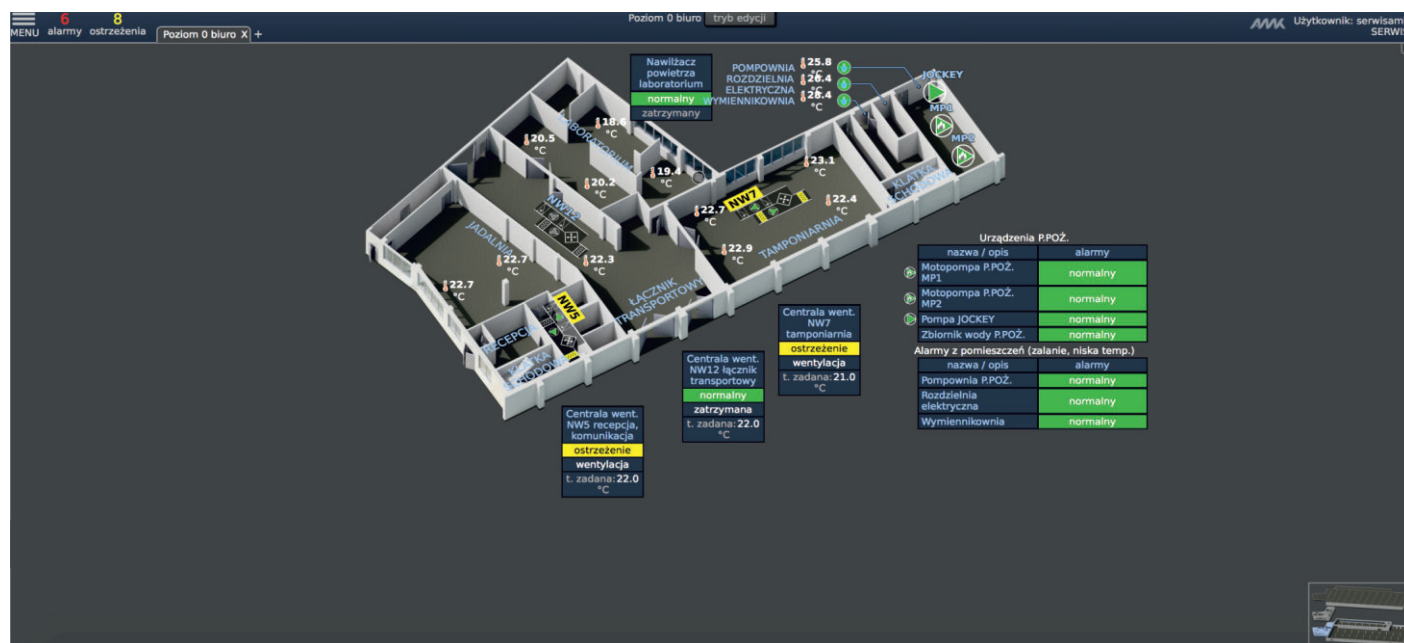 6
8
MENU
alarmy
ostrzeżenia
Poziom 0 biuro X +
Poziom 0 biuro
tryb edycji
Użytkownik: serwisam
SERWIS
Nawilżacz
powietrza
laboratorium
normalny
zatrzymany
POMPOWNIA 25.8 °C
ROZDZIELNIA
ELEKTRYCZNA
°C
WYMIENNIKOWNIA 28.4 °C
JOCKEY
MP1
MP2
LABORATORIUM
20.5 °C
18.6 °C
20.2 °C
19.4 °C
23.1 °C
22.4 °C
22.7 °C
22.9 °C
NW7
TAMPONIARNIA
KLATKA
SCHODOWA
NW12
JADALNIA
22.7 °C
22.3 °C
22.7 °C
ŁĄCZNIK
TRANSPORTOWY
NW5
RECEPCJA
KLATKA
SCHODOWA
Centrala went.
NW5 recepcja,
komunikacja
ostrzeżenie
wentylacja
t. zadana: 22.0
°C
Centrala went.
NW12 łącznik
transportowy
normalny
zatrzymana
t. zadana: 22.0
°C
Centrala went.
NW7
tamponiarnia
ostrzeżenie
wentylacja
t. zadana: 21.0
°C
Urządzenia P.POŻ.
nazwa / opis alarmy
Motopompa P.POŻ.
MP1 normalny
Motopompa P.POŻ.
MP2 normalny
Pompa JOCKEY normalny
Zbiornik wody P.POŻ. normalny
Alarmy z pomieszczeń (zalanie, niska temp.)
nazwa / opis alarmy
Pompownia P.POŻ. normalny
Rozdzielnia
elektryczna normalny
Wymiennikownia normalny